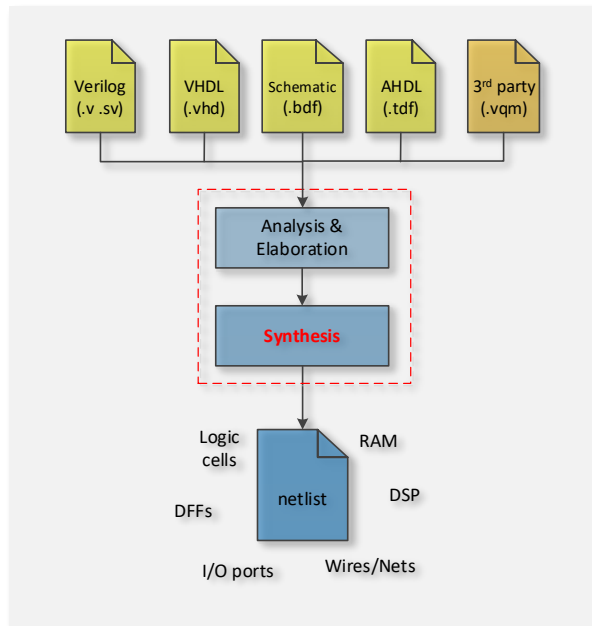 Verilog
(.v .sv)
VHDL
(.vhd)
Schematic
(.bdf)
AHDL
(.tdf)
3rd party
(.vqm)
Analysis &
Elaboration
Synthesis
Logic
cells
RAM
netlist
DSP
DFFs
I/O ports
Wires/Nets